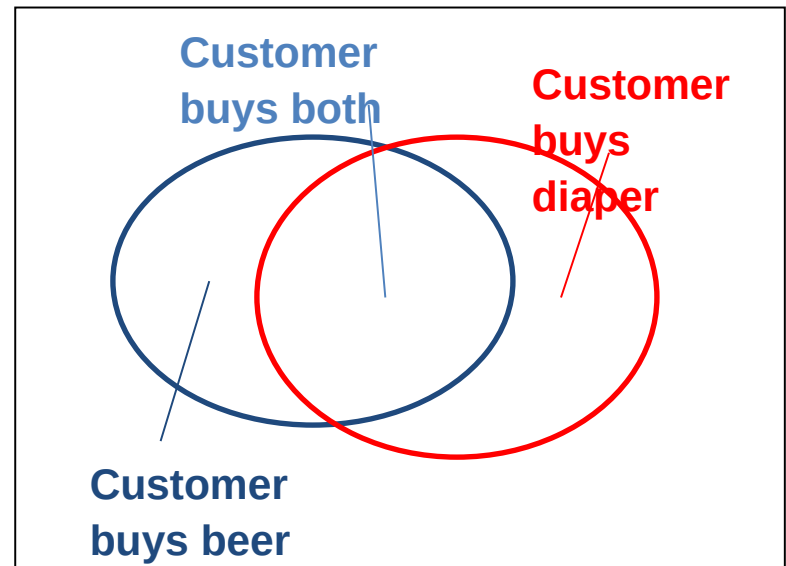 Customer
buys both
Customer
buys
diaper
Customer
buys beer